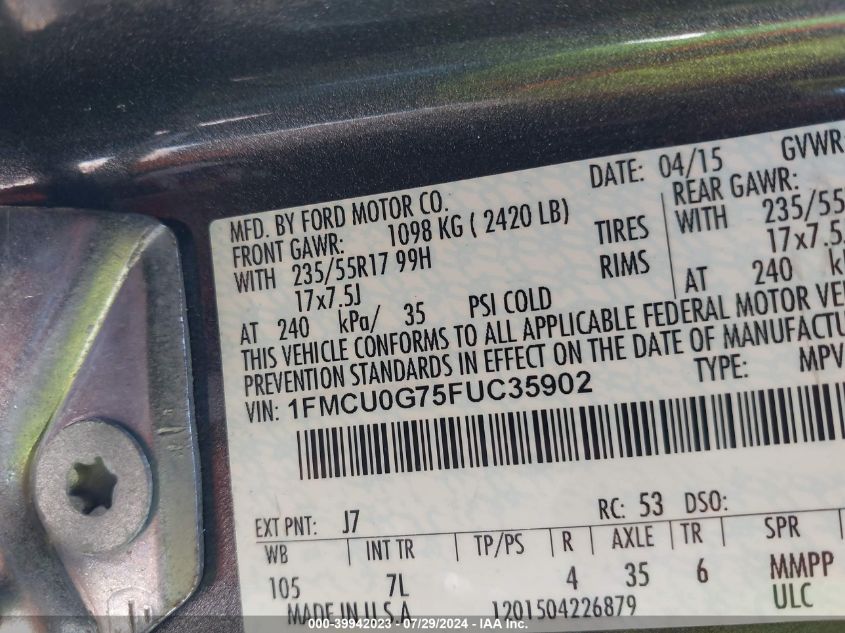 MFD. BY FORD MOTOR CO.
DATE: 04/15
GVWR:
FRONT GAWR: 1098 KG ( 2420 LB)
REAR GAWR:
WITH 235/55R17 99H
TIRES
WITH 235/55
17x7.5J
RIMS
17x7.5
AT 240 kPa/ 35 PSI COLD
AT 240
THIS VEHICLE CONFORMS TO ALL APPLICABLE FEDERAL MOTOR VE
PREVENTION STANDARDS IN EFFECT ON THE DATE OF MANUFACTU
VIN: 1FMCU0G75FUC35902
TYPE: MPV
EXT PNT: J7
RC: 53 DSO:
WB INT TR TP/PS R AXLE TR SPR
105 7L 4 35 6 MMPP
ULC
MADE IN U.S.A 1201504226879
000-39942023 - 07/29/2024 - IAA Inc.